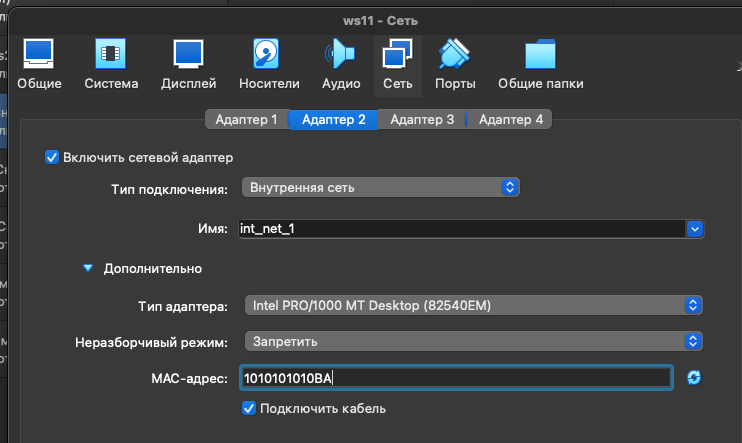 ws11 - Сеть
Общие Система Дисплей Носители Аудио Сеть Порты Общие папки
Адаптер 1 Адаптер 2 Адаптер 3 Адаптер 4
Включить сетевой адаптер
Тип подключения: Внутренняя сеть
Имя: int_net_1
Дополнительно
Тип адаптера: Intel PRO/1000 MT Desktop (82540EM)
Неразборчивый режим: Запретить
MAC-адрес: 1010101010BA
Подключить кабель